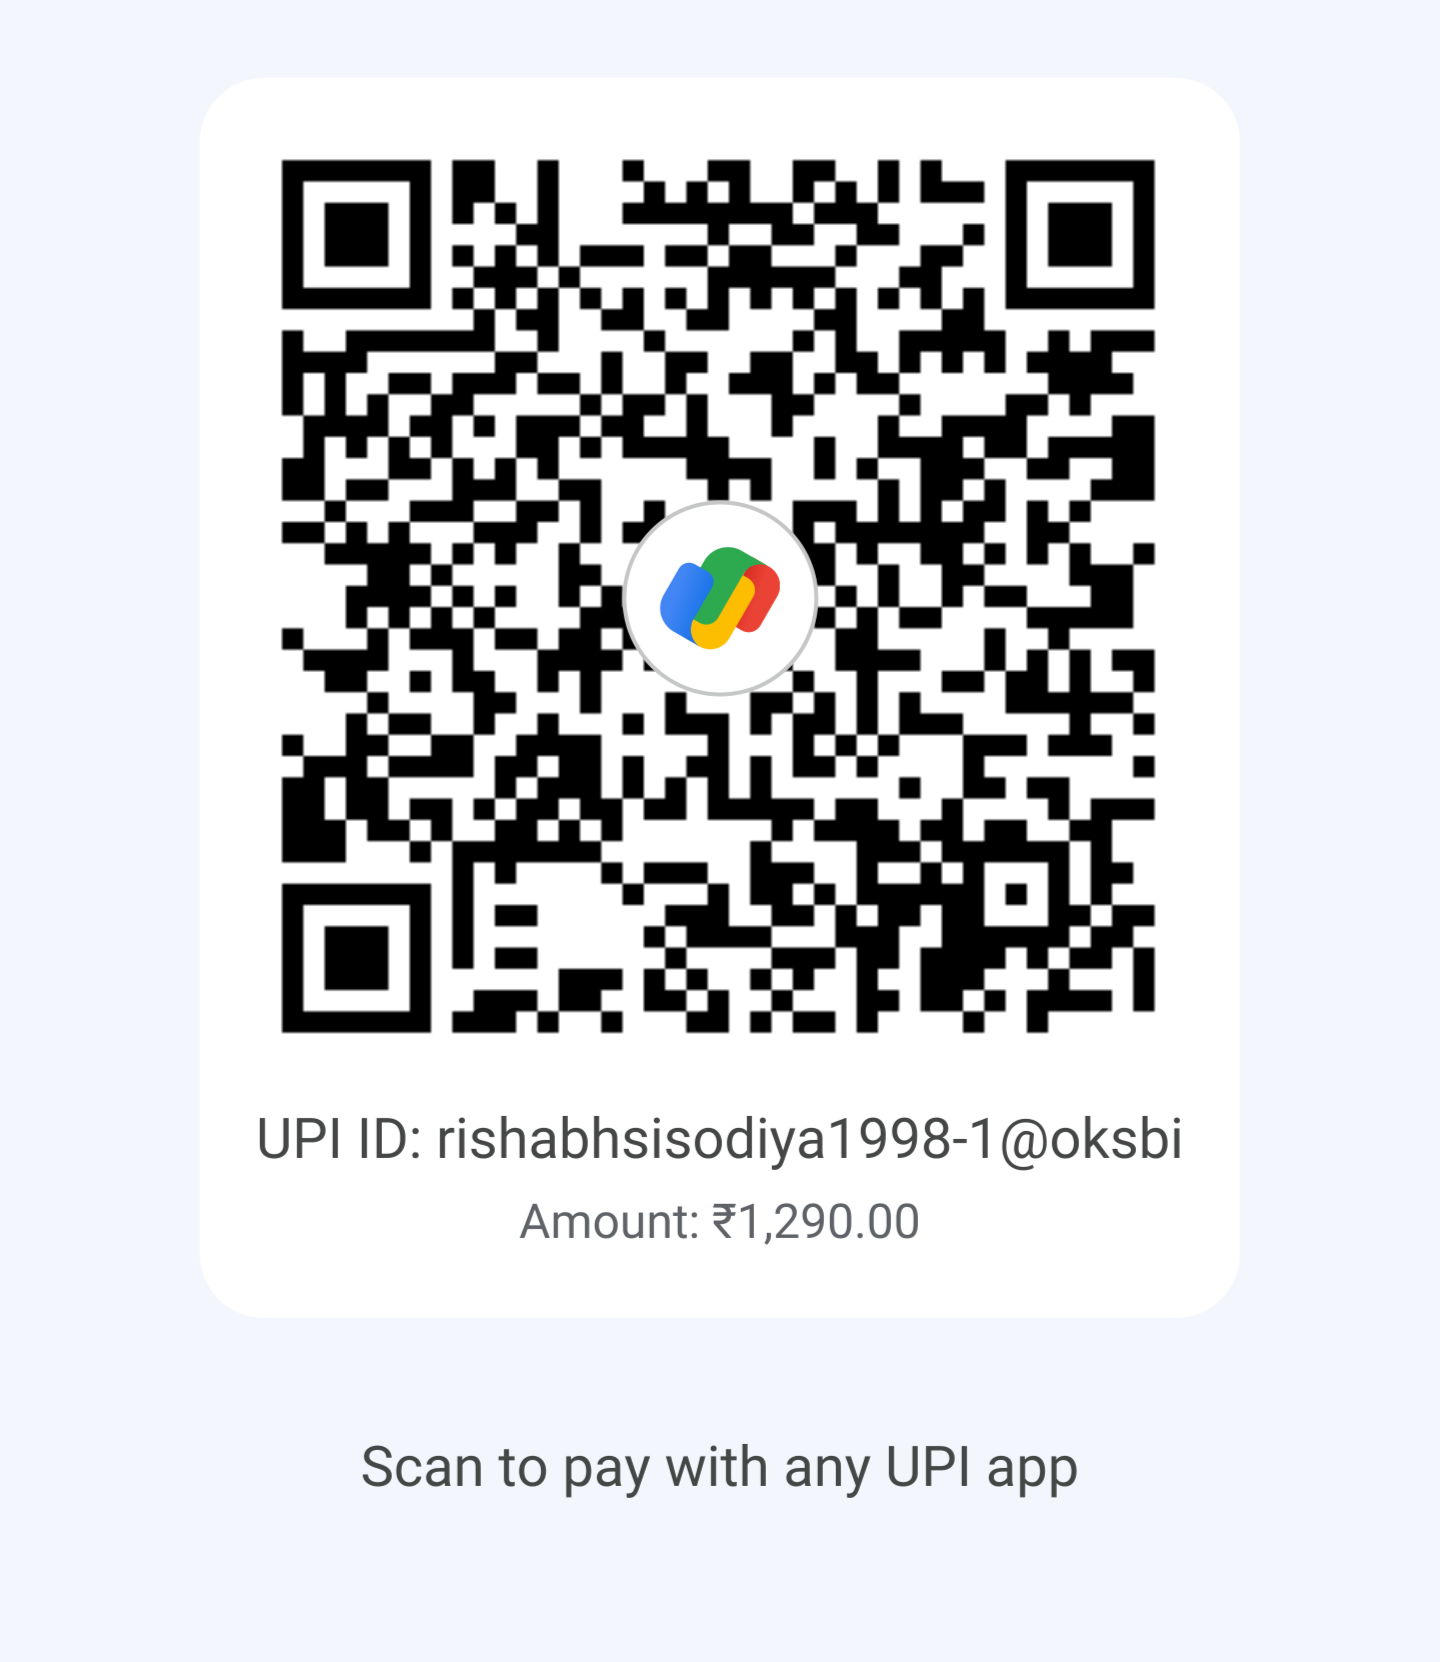 UPI ID: rishabhsisodiya1998-1@oksbi
Amount: ₹1,290.00
Scan to pay with any UPI app